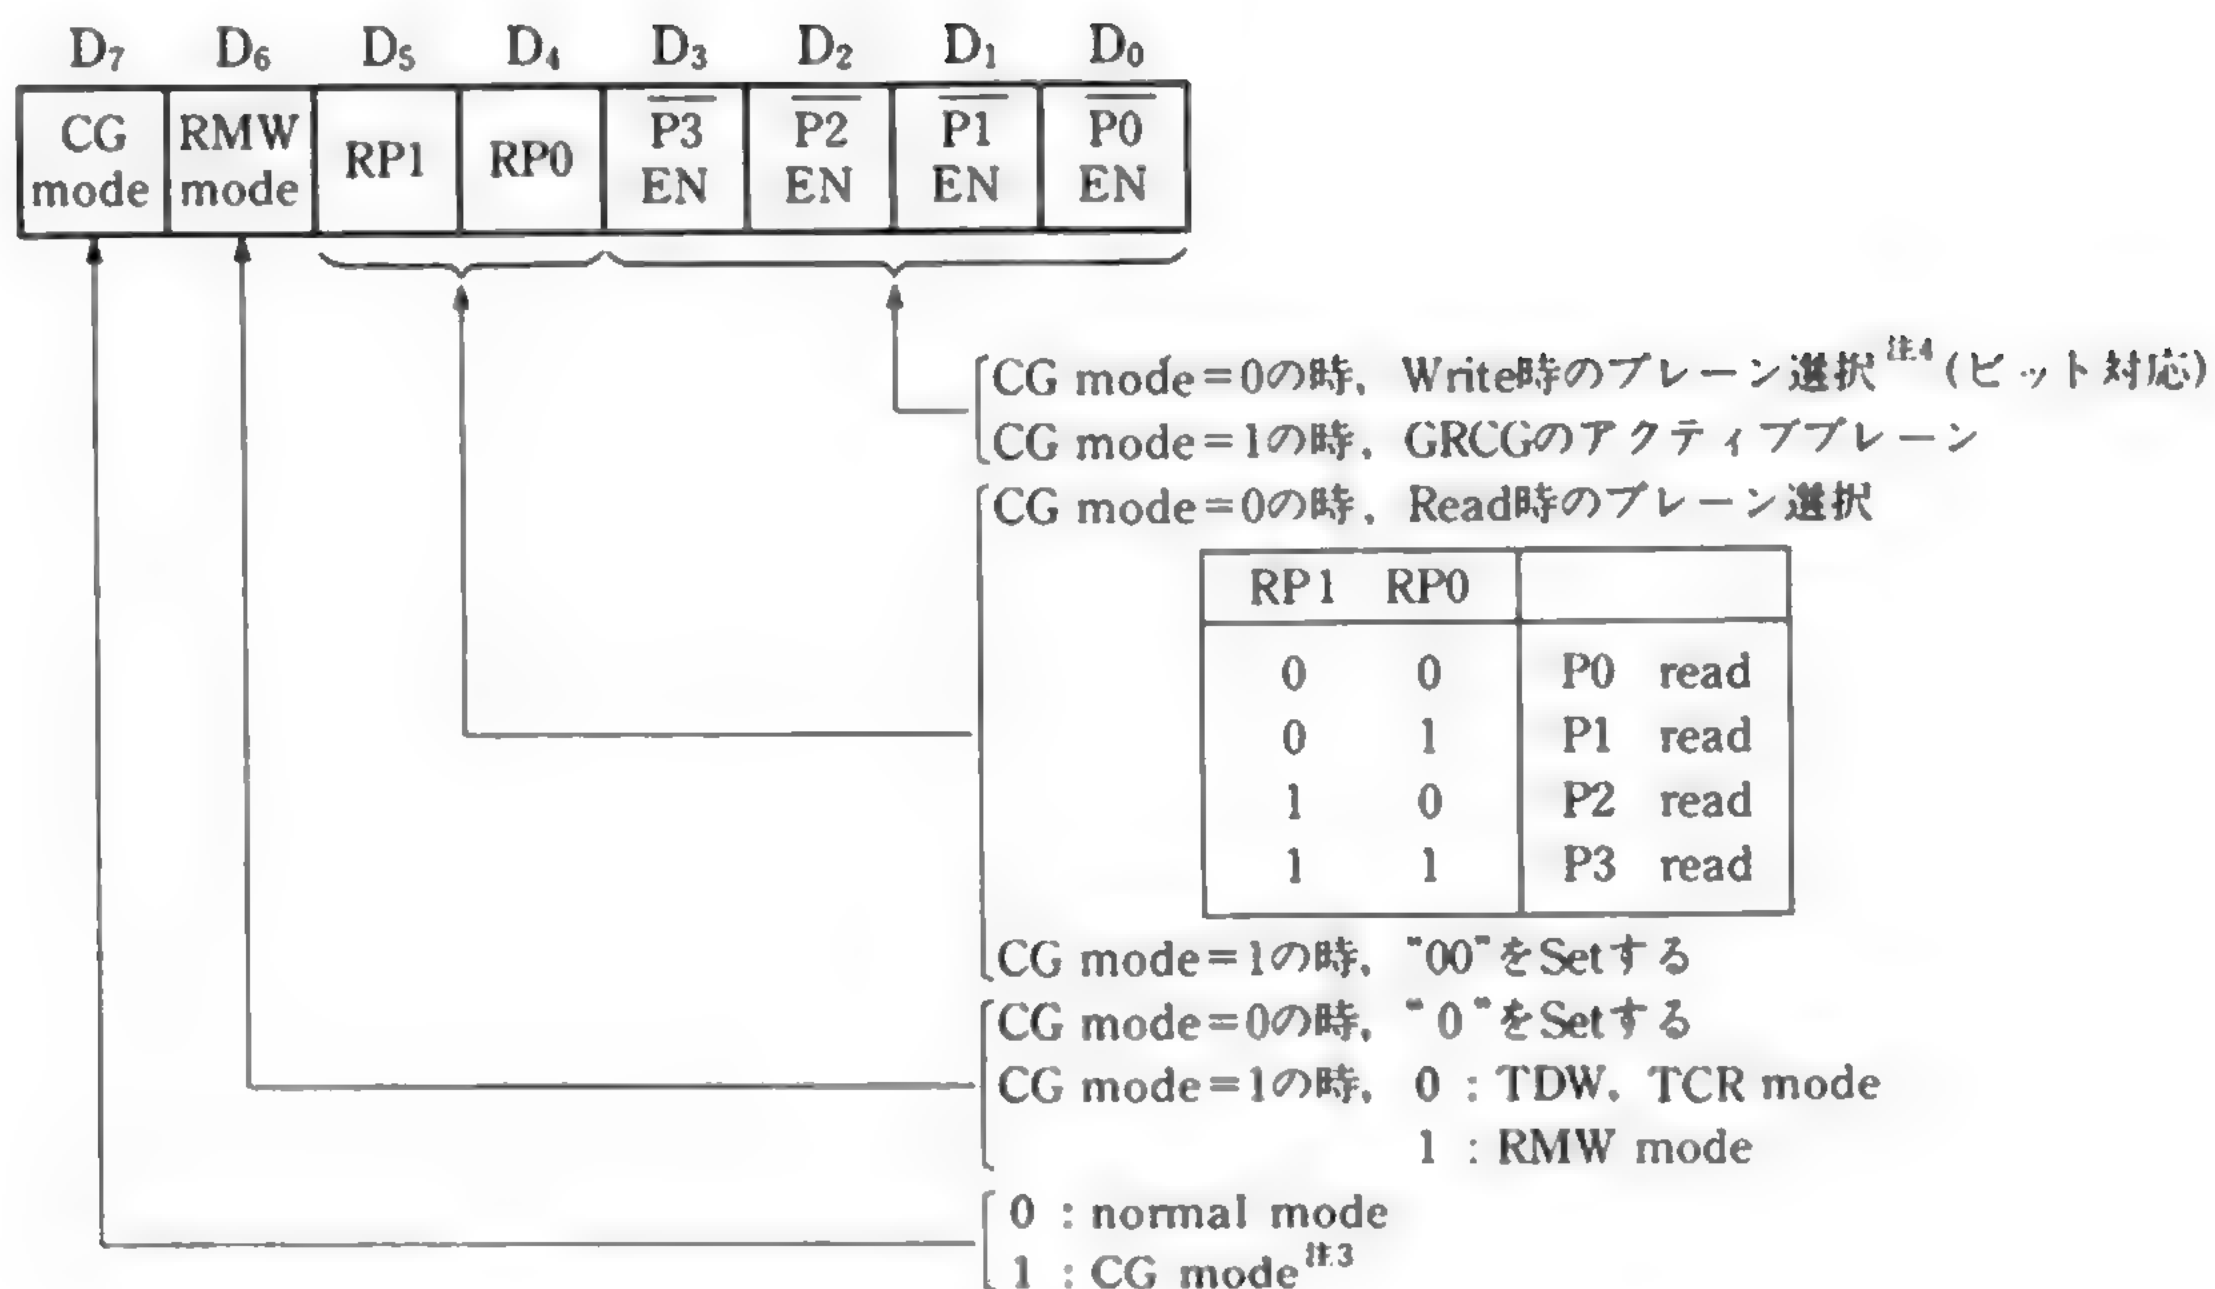 D₇ D₆ D₅ D₄ D₃ D₂ D₁ D₀
CG mode RMW mode RP1 RP0 P3 EN P2 EN P1 EN P0 EN
CG mode=0の時, Write時のプレーン選択 注4 (ビット対応)
CG mode=1の時, GRCGのアクティブプレーン
CG mode=0の時, Read時のプレーン選択
RP1 RP0
0 0 P0 read
0 1 P1 read
1 0 P2 read
1 1 P3 read
CG mode=1の時, "00"をSetする
CG mode=0の時, "0"をSetする
CG mode=1の時, 0 : TDW, TCR mode
1 : RMW mode
0 : normal mode
1 : CG mode 注3